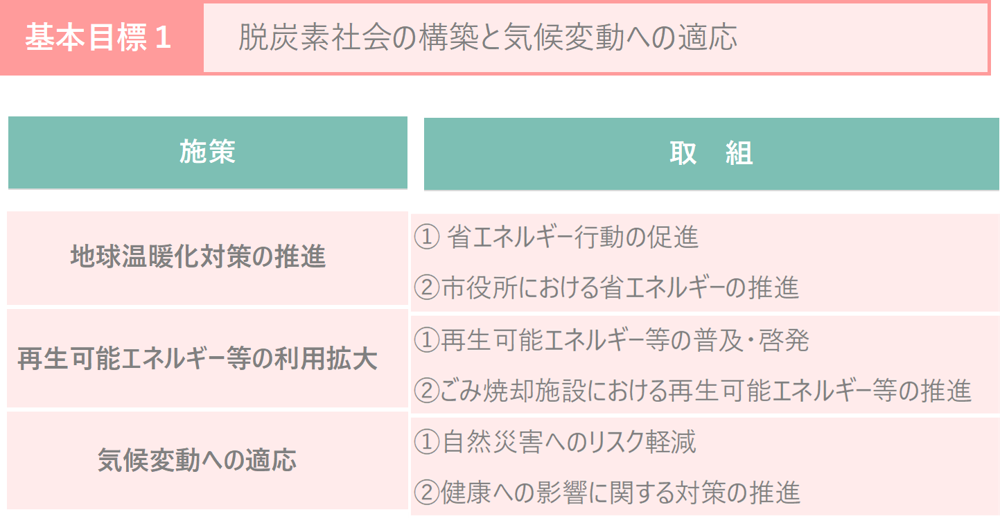 基本目標１ 脱炭素社会の構築と気候変動への適応
施策 取　組
地球温暖化対策の推進
① 省エネルギー行動の促進
②市役所における省エネルギーの推進
再生可能エネルギー等の利用拡大
①再生可能エネルギー等の普及・啓発
②ごみ焼却施設における再生可能エネルギー等の推進
気候変動への適応
①自然災害へのリスク軽減
②健康への影響に関する対策の推進